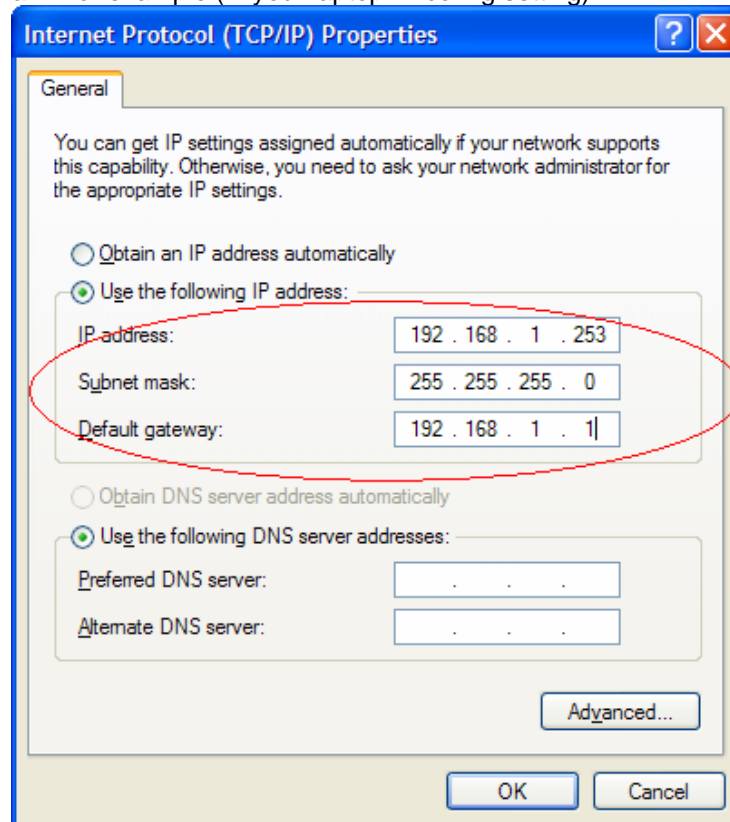 Internet Protocol (TCP/IP) Properties
General
You can get IP settings assigned automatically if your network supports
this capability. Otherwise, you need to ask your network administrator for
the appropriate IP settings.
Obtain an IP address automatically
Use the following IP address:
IP address: 192 . 168 . 1 . 253
Subnet mask: 255 . 255 . 255 . 0
Default gateway: 192 . 168 . 1 . 1
Obtain DNS server address automatically
Use the following DNS server addresses:
Preferred DNS server: . . .
Alternate DNS server: . . .
Advanced...
OK Cancel